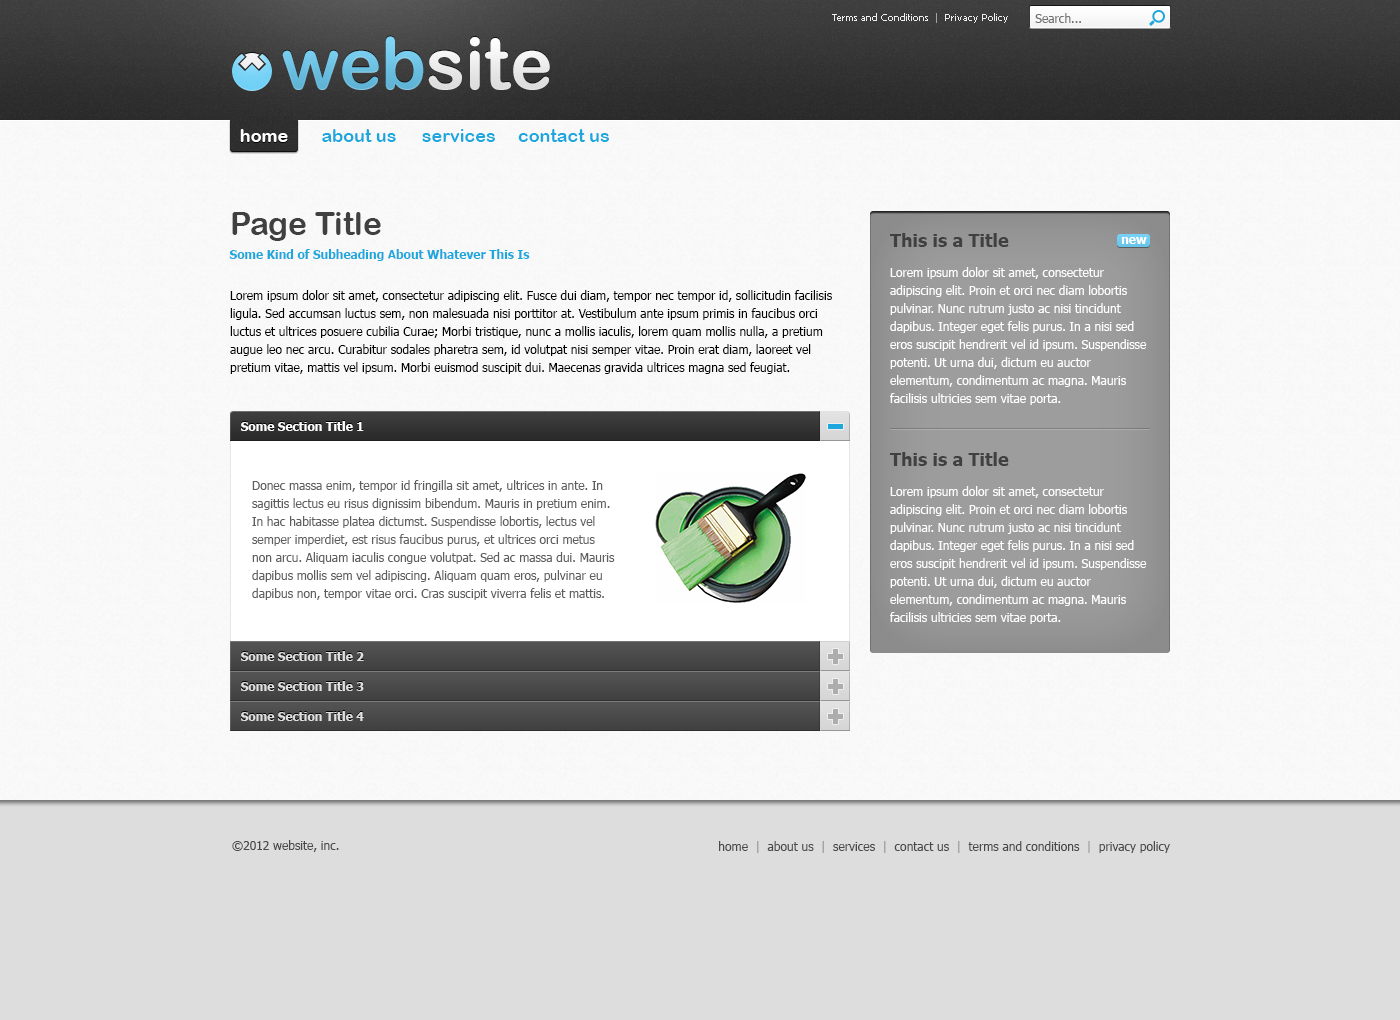 Terms and Conditions | Privacy Policy
Search...
website
home about us services contact us
Page Title
Some Kind of Subheading About Whatever This Is
Lorem ipsum dolor sit amet, consectetur adipiscing elit. Fusce dui diam, tempor nec tempor id, sollicitudin facilisis
ligula. Sed accumsan luctus sem, non malesuada nisi porttitor at. Vestibulum ante ipsum primis in faucibus orci
luctus et ultrices posuere cubilia Curae; Morbi tristique, nunc a mollis iaculis, lorem quam mollis nulla, a pretium
augue leo nec arcu. Curabitur sodales pharetra sem, id volutpat nisi semper vitae. Proin erat diam, laoreet vel
pretium vitae, mattis vel ipsum. Morbi euismod suscipit dui. Maecenas gravida ultrices magna sed feugiat.
Some Section Title 1
Donec massa enim, tempor id fringilla sit amet, ultrices in ante. In
sagittis lectus eu risus dignissim bibendum. Mauris in pretium enim.
In hac habitasse platea dictumst. Suspendisse lobortis, lectus vel
semper imperdiet, est risus faucibus purus, et ultrices orci metus
non arcu. Aliquam iaculis congue volutpat. Sed ac massa dui. Mauris
dapibus mollis sem vel adipiscing. Aliquam quam eros, pulvinar eu
dapibus non, tempor vitae orci. Cras suscipit viverra felis et mattis.
Some Section Title 2
Some Section Title 3
Some Section Title 4
This is a Title
new
Lorem ipsum dolor sit amet, consectetur
adipiscing elit. Proin et orci nec diam lobortis
pulvinar. Nunc rutrum justo ac nisi tincidunt
dapibus. Integer eget felis purus. In a nisi sed
eros suscipit hendrerit vel id ipsum. Suspendisse
potenti. Ut urna dui, dictum eu auctor
elementum, condimentum ac magna. Mauris
facilisis ultricies sem vitae porta.
This is a Title
Lorem ipsum dolor sit amet, consectetur
adipiscing elit. Proin et orci nec diam lobortis
pulvinar. Nunc rutrum justo ac nisi tincidunt
dapibus. Integer eget felis purus. In a nisi sed
eros suscipit hendrerit vel id ipsum. Suspendisse
potenti. Ut urna dui, dictum eu auctor
elementum, condimentum ac magna. Mauris
facilisis ultricies sem vitae porta.
©2012 website, inc.
home | about us | services | contact us | terms and conditions | privacy policy